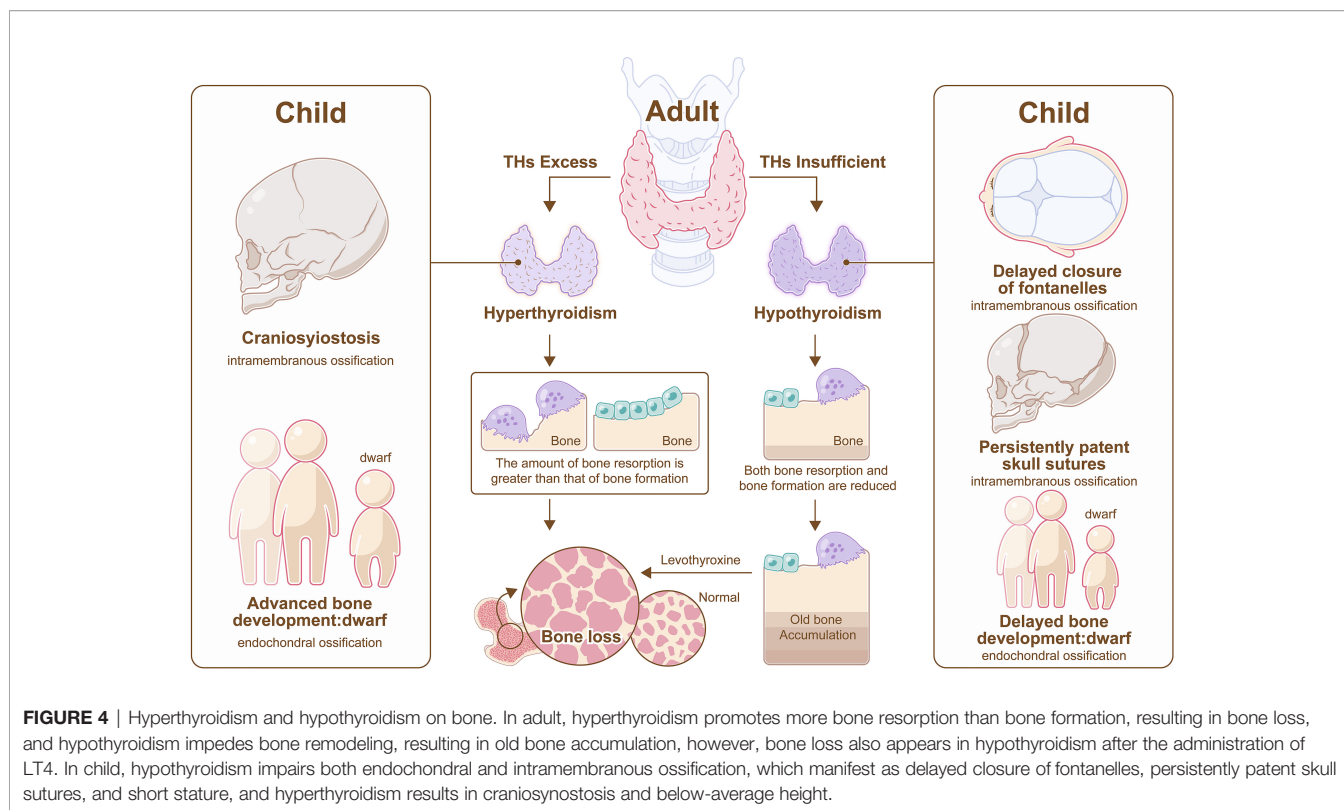 Child
Craniosyiostosis
intramembranous ossification
dwarf
Advanced bone
development:dwarf
endochondral ossification
Adult
THs Excess
THs Insufficient
Hyperthyroidism
Hypothyroidism
Bone
Bone
The amount of bone resorption is
greater than that of bone formation
Bone
Both bone resorption and
bone formation are reduced
Levothyroxine
Normal
Bone loss
Old bone
Accumulation
Child
Delayed closure
of fontanelles
intramembranous ossification
Persistently patent
skull sutures
intramembranous ossification
dwarf
Delayed bone
development:dwarf
endochondral ossification
FIGURE 4 | Hyperthyroidism and hypothyroidism on bone. In adult, hyperthyroidism promotes more bone resorption than bone formation, resulting in bone loss,
and hypothyroidism impedes bone remodeling, resulting in old bone accumulation, however, bone loss also appears in hypothyroidism after the administration of
LT4. In child, hypothyroidism impairs both endochondral and intramembranous ossification, which manifest as delayed closure of fontanelles, persistently patent skull
sutures, and short stature, and hyperthyroidism results in craniosynostosis and below-average height.